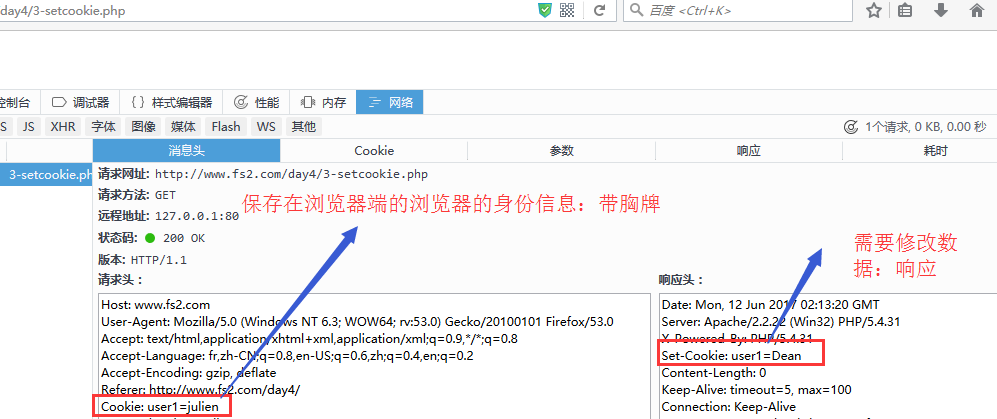 day4/3-setcookie.php
百度 <Ctrl+K>
控制台 调试器 {} 样式编辑器 性能 内存 网络
S JS XHR 字体 图像 媒体 Flash WS 其他 1个请求, 0 KB, 0.00 秒
消息头 Cookie 参数 响应 耗时
3-setcookie.ph
请求网址: http://www.fs2.com/day4/3-setcookie.php
请求方法: GET
远程地址: 127.0.0.1:80
状态码: 200 OK
版本: HTTP/1.1
保存在浏览器端的浏览器的身份信息：带胸牌
需要修改数
据：响应
请求头：
Host: www.fs2.com
User-Agent: Mozilla/5.0 (Windows NT 6.3; WOW64; rv:53.0) Gecko/20100101 Firefox/53.0
Accept: text/html,application/xhtml+xml,application/xml;q=0.9,*/*;q=0.8
Accept-Language: fr,zh-CN;q=0.8,en-US;q=0.6,zh;q=0.4,en;q=0.2
Accept-Encoding: gzip, deflate
Referer: http://www.fs2.com/day4/
Cookie: user1=julien
响应头：
Date: Mon, 12 Jun 2017 02:13:20 GMT
Server: Apache/2.2.22 (Win32) PHP/5.4.31
X-Powered-By: PHP/5.4.31
Set-Cookie: user1=Dean
Content-Length: 0
Keep-Alive: timeout=5, max=100
Connection: Keep-Alive